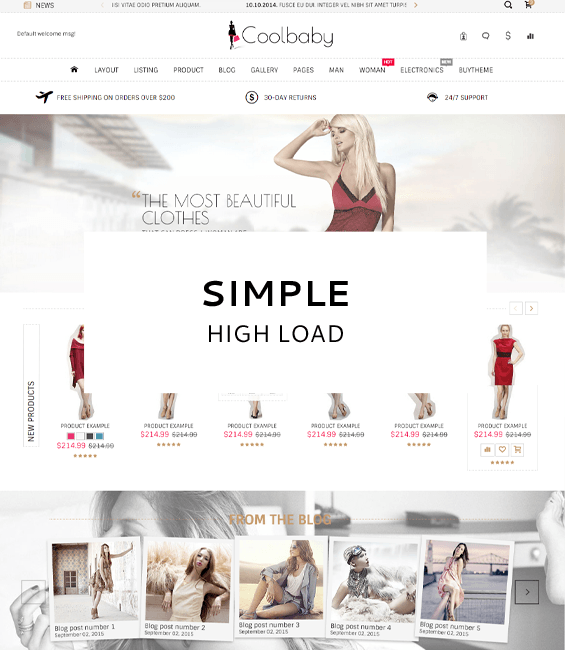 NEWS
ISI VITAE ODIO PRETIUM ALIQUAM.
10.10.2014. FUSCE EU DUI. INTEGER VEL NIBH SIT AMET TURPIS
Default welcome msg!
Coolbaby
HOT
NEW
LAYOUT LISTING PRODUCT BLOG GALLERY PAGES MAN WOMAN ELECTRONICS BUYTHEME
FREE SHIPPING ON ORDERS OVER $200
30-DAY RETURNS
24/7 SUPPORT
“THE MOST BEAUTIFUL
CLOTHES
SIMPLE
HIGH LOAD
NEW PRODUCTS
PRODUCT EXAMPLE PRODUCT EXAMPLE PRODUCT EXAMPLE PRODUCT EXAMPLE PRODUCT EXAMPLE PRODUCT EXAMPLE
$214.99 $214.99 $214.99 $214.99 $214.99 $214.99 $214.99 $214.99 $214.99 $214.99
$214.99 $214.99
FROM THE BLOG
Blog post number 1
September 02, 2015
Blog post number 2
September 02, 2015
Blog post number 3
September 02, 2015
Blog post number 4
September 02, 2015
Blog post number 5
September 02, 2015